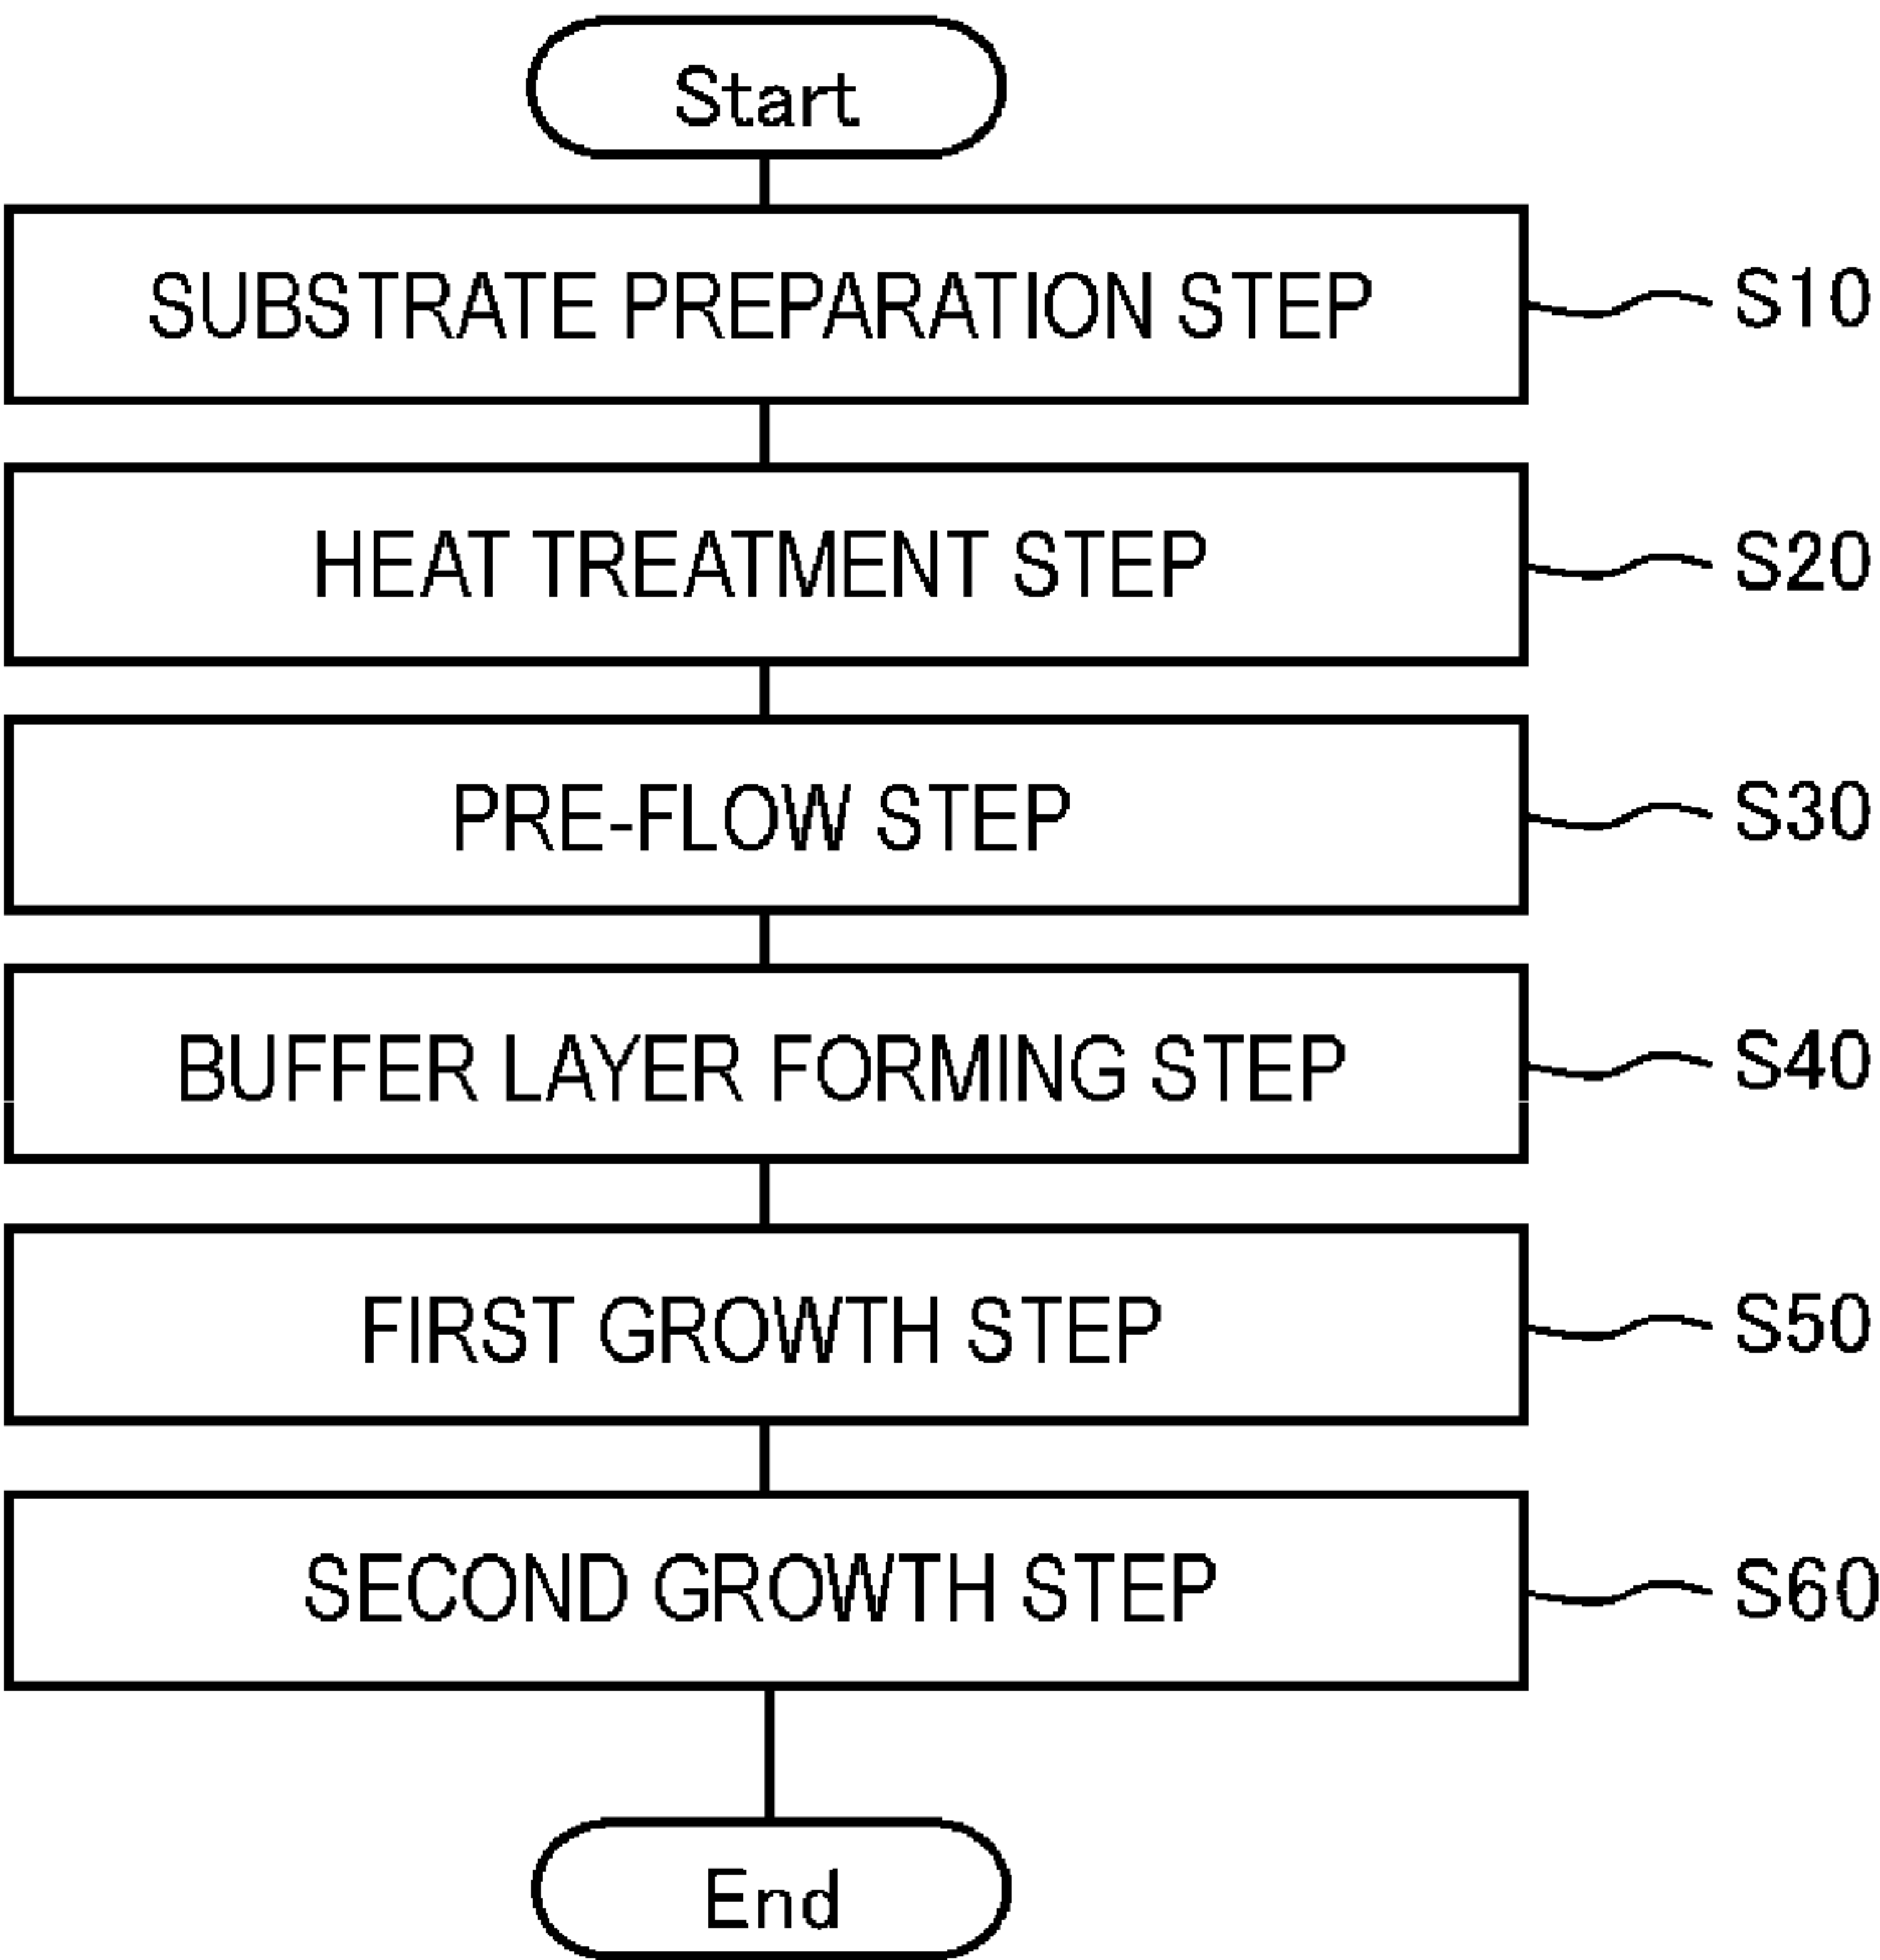 Start
SUBSTRATE PREPARATION STEP S10
HEAT TREATMENT STEP S20
PRE-FLOW STEP S30
BUFFER LAYER FORMING STEP S40
FIRST GROWTH STEP S50
SECOND GROWTH STEP S60
End